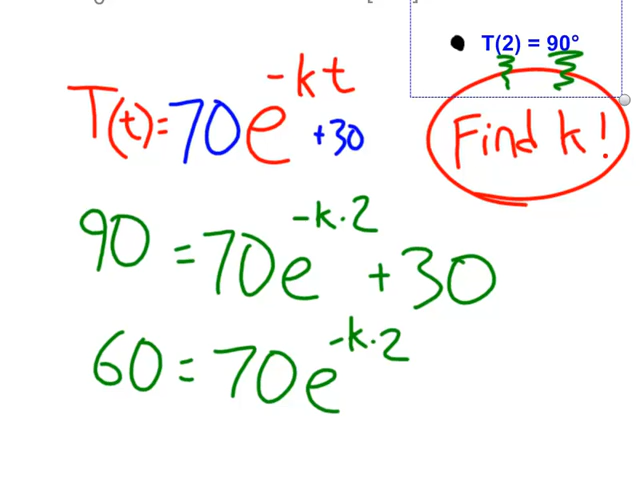 T(2) = 90°
T(t)=70e^-kt +30
Find k!
90 = 70e^-k·2 +30
60 = 70e^-k·2